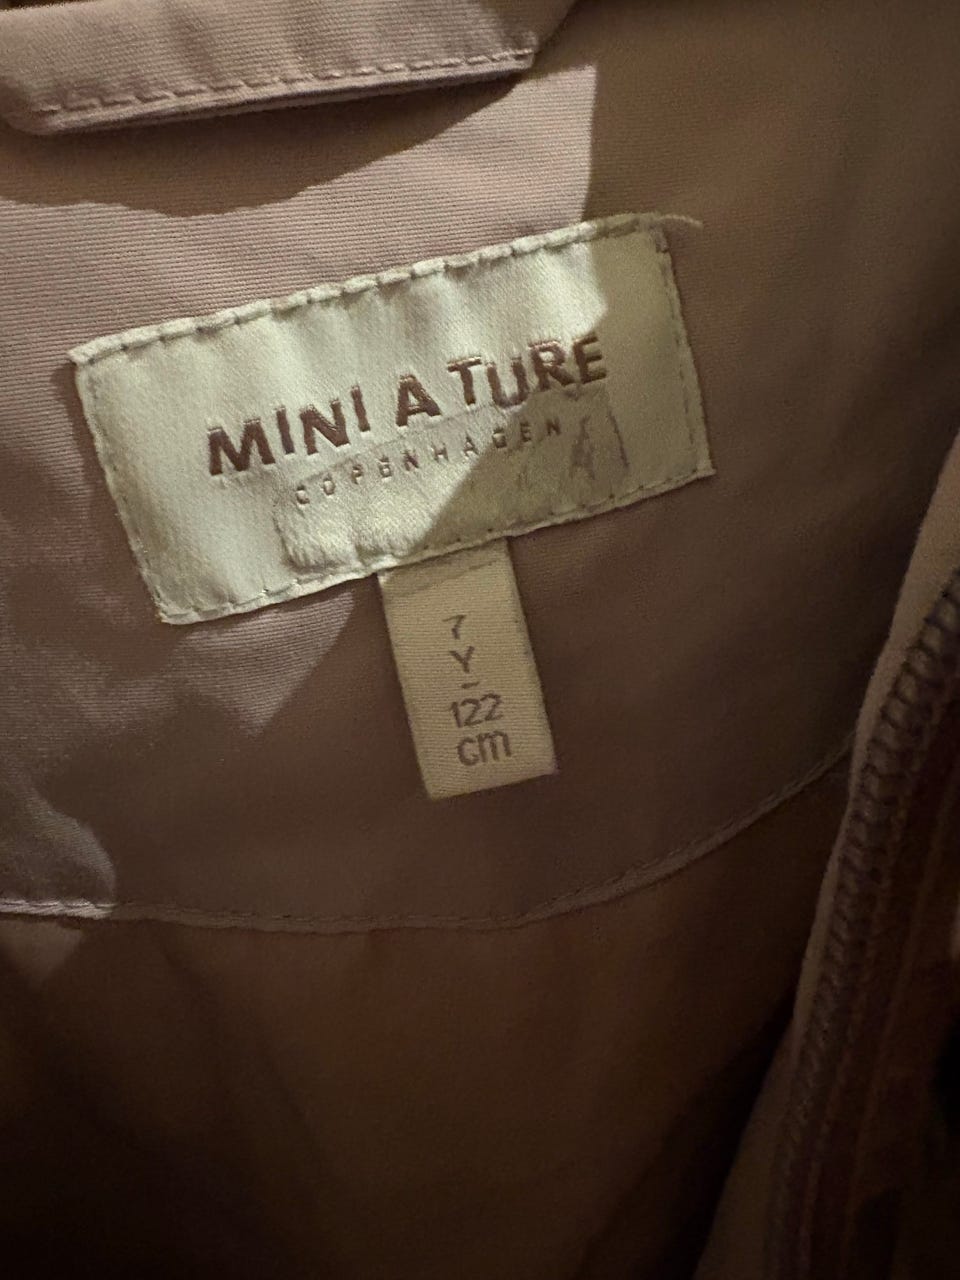 MINI A TURE
COPENHAGEN
7
Y-
122
cm